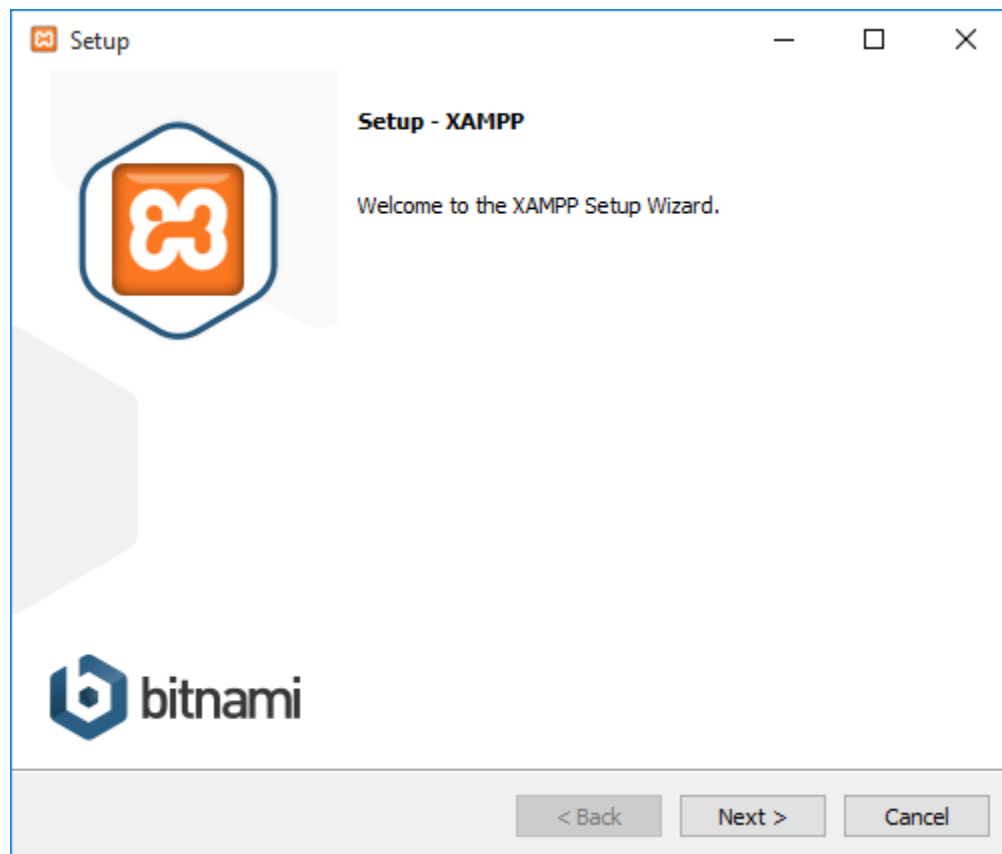 Setup
Setup - XAMPP
Welcome to the XAMPP Setup Wizard.
bitnami
< Back
Next >
Cancel